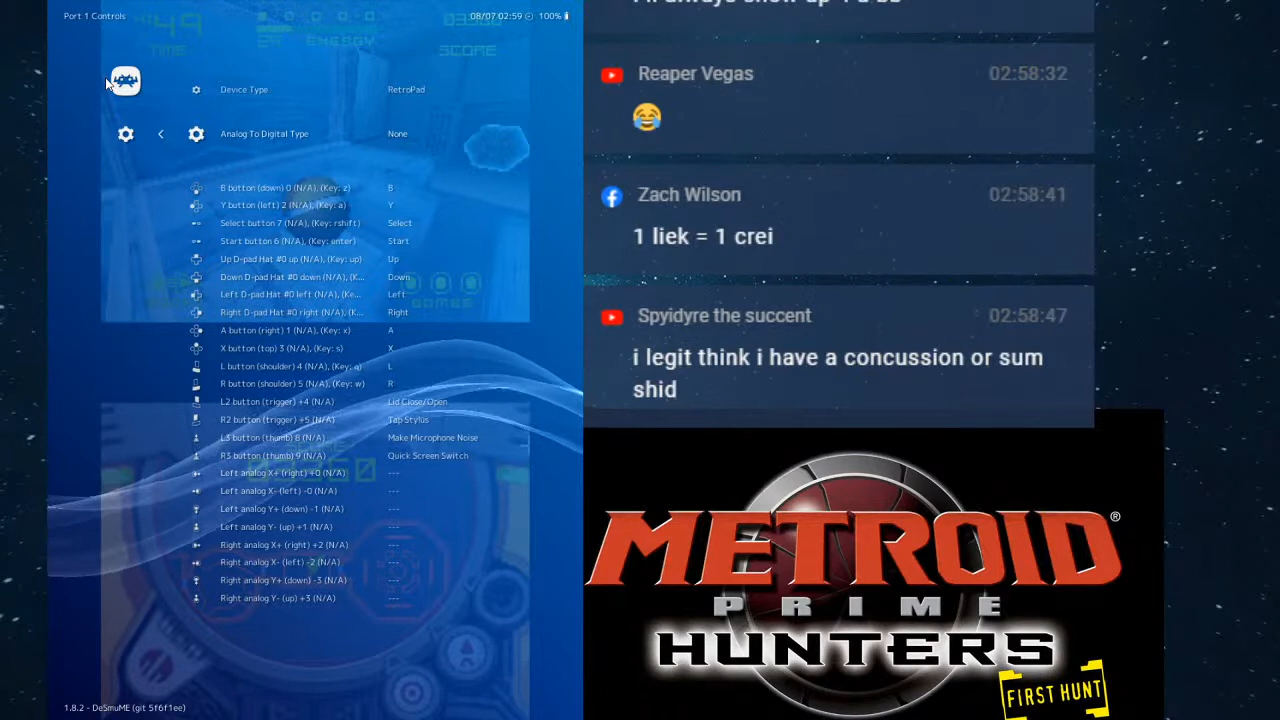 Port 1 Controls
08/07 02:59 100%
49
TIME
ENERGY
SCORE
Device Type RetroPad
Analog To Digital Type None
B button (down) 0 (N/A), (Key: z) B
Y button (left) 2 (N/A), (Key: a) Y
Select button 7 (N/A), (Key: rshift) Select
Start button 6 (N/A), (Key: enter) Start
Up D-pad Hat #0 up (N/A), (Key: up) Up
Down D-pad Hat #0 down (N/A), (K... Down
Left D-pad Hat #0 left (N/A), (Ke... Left
Right D-pad Hat #0 right (N/A), (K... Right
A button (right) 1 (N/A), (Key: x) A
X button (top) 3 (N/A), (Key: s) X
L button (shoulder) 4 (N/A), (Key: q) L
R button (shoulder) 5 (N/A), (Key: w) R
L2 button (trigger) +4 (N/A) Lid Close/Open
R2 button (trigger) +5 (N/A) Tap Stylus
L3 button (thumb) 8 (N/A) Make Microphone Noise
R3 button (thumb) 9 (N/A) Quick Screen Switch
Left analog X+ (right) +0 (N/A) ---
Left analog X- (left) -0 (N/A) ---
Left analog Y+ (down) -1 (N/A) ---
Left analog Y- (up) +1 (N/A) ---
Right analog X+ (right) +2 (N/A) ---
Right analog X- (left) -2 (N/A) ---
Right analog Y+ (down) -3 (N/A) ---
Right analog Y- (up) +3 (N/A) ---
1.8.2 - DeSmuME (git 5f6f1ee)
Reaper Vegas 02:58:32
😂
Zach Wilson 02:58:41
1 liek = 1 crei
Spyidyre the succent 02:58:47
i legit think i have a concussion or sum
shid
METROID®
PRIME
HUNTERS
FIRST HUNT